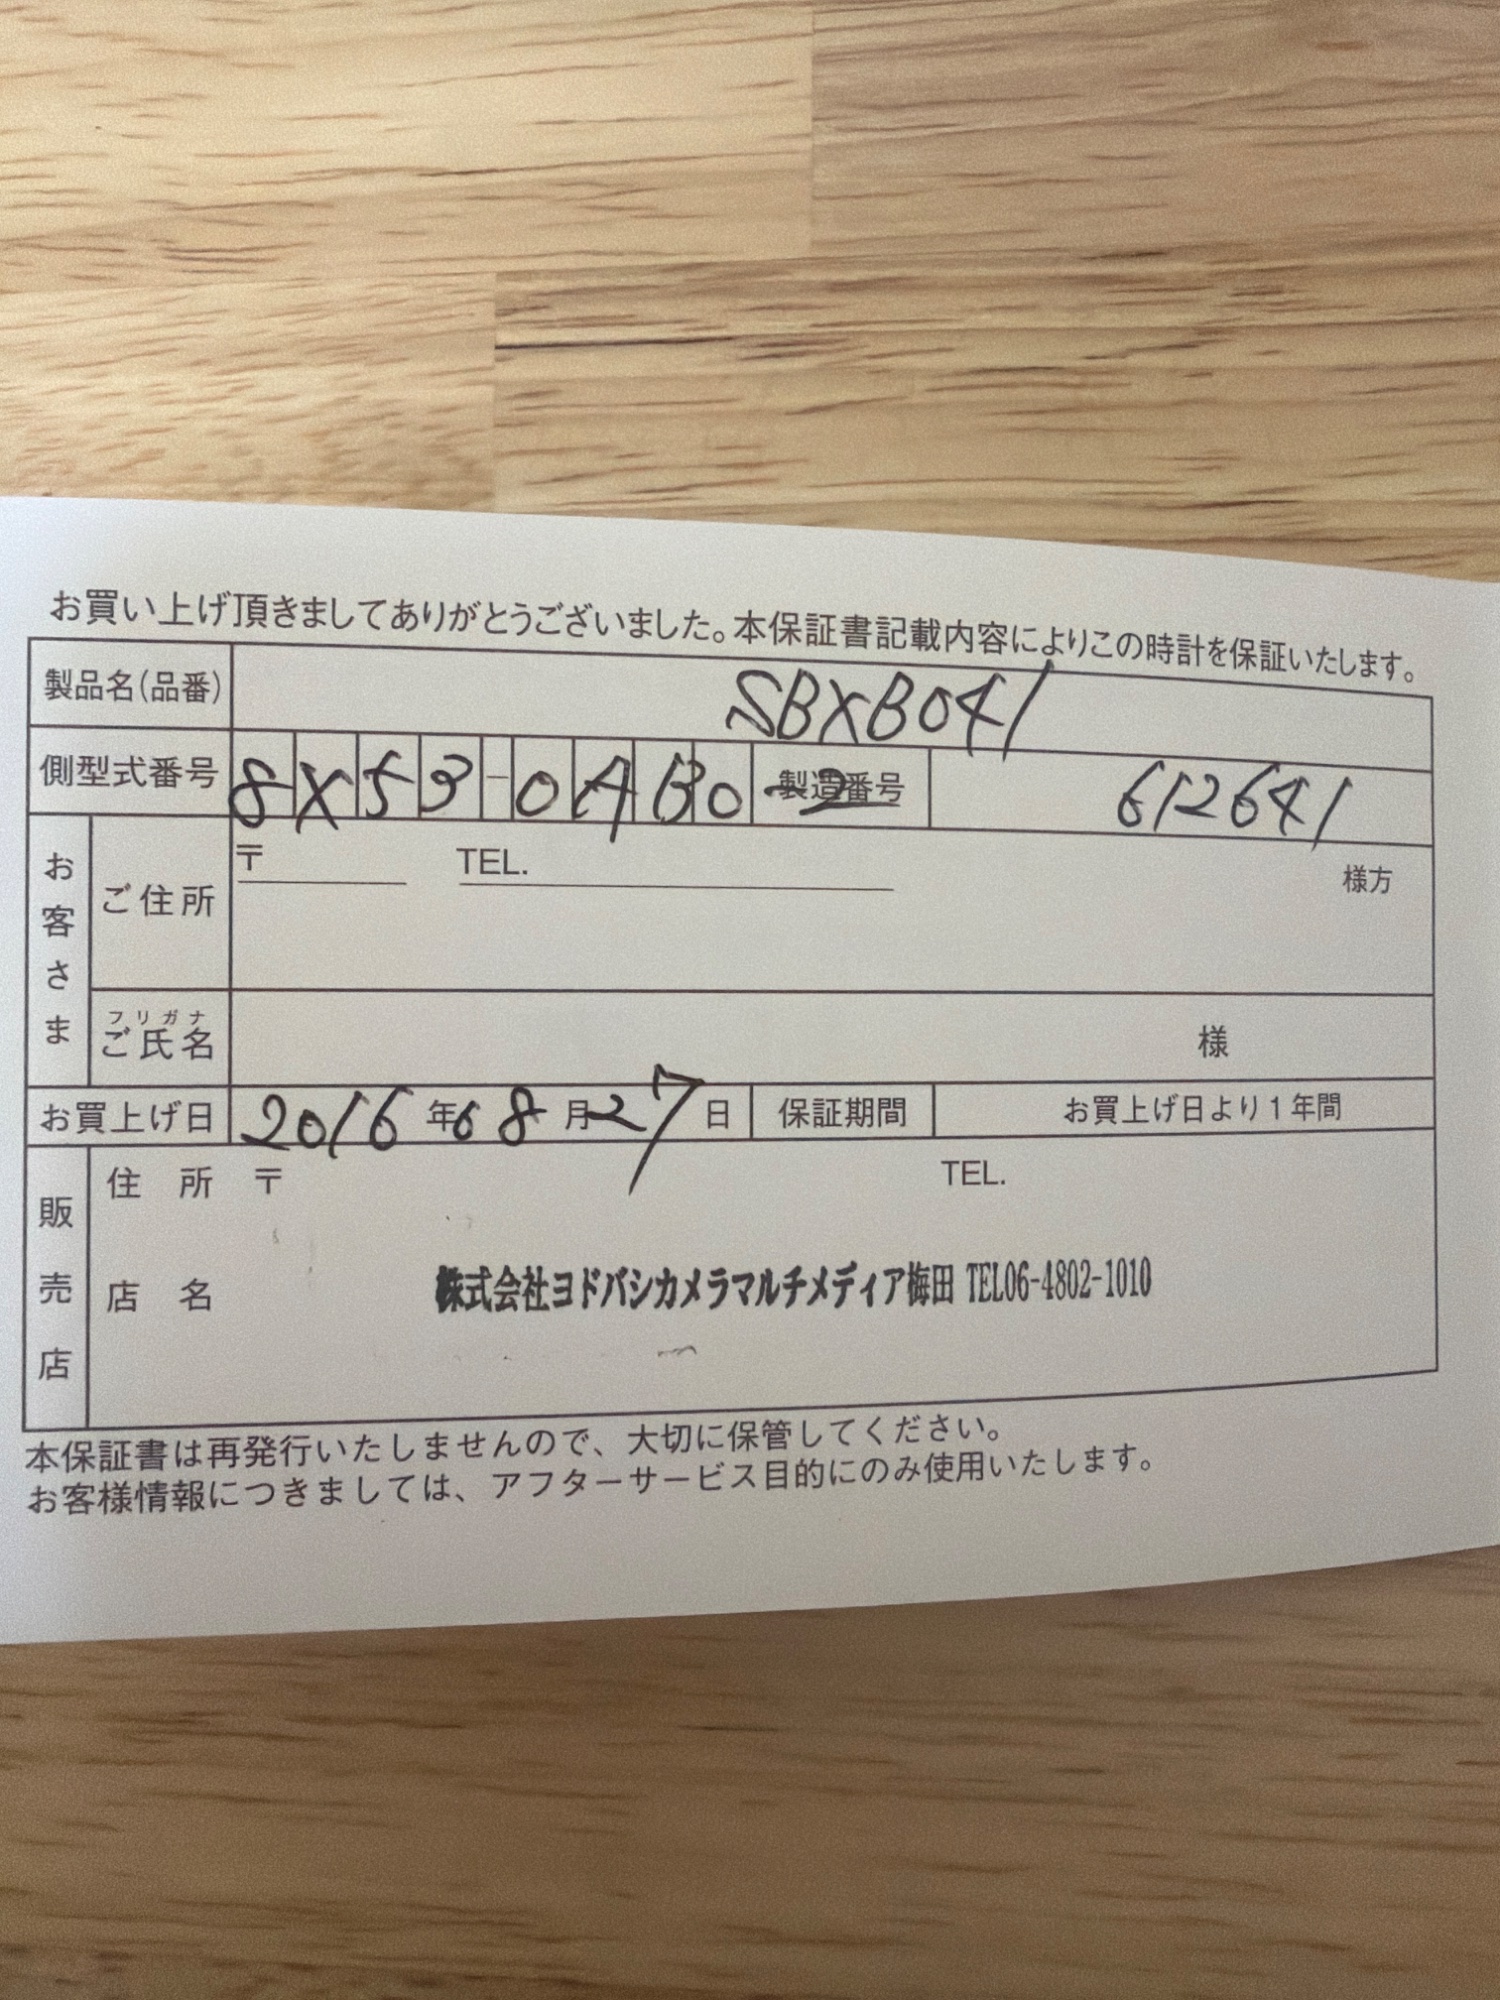 お買い上げ頂きましてありがとうございました。本保証書記載内容によりこの時計を保証いたします。
製品名(品番) SBXB041
側型式番号 8X53-0AB0-2 製造番号 612641
お客さま
ご住所 〒 TEL. 様方
フリガナ
ご氏名 様
お買上げ日 2016年68月27日 保証期間 お買上げ日より1年間
販売店
住所 〒 TEL.
店名 株式会社ヨドバシカメラマルチメディア梅田 TEL06-4802-1010
本保証書は再発行いたしませんので、大切に保管してください。
お客様情報につきましては、アフターサービス目的にのみ使用いたします。